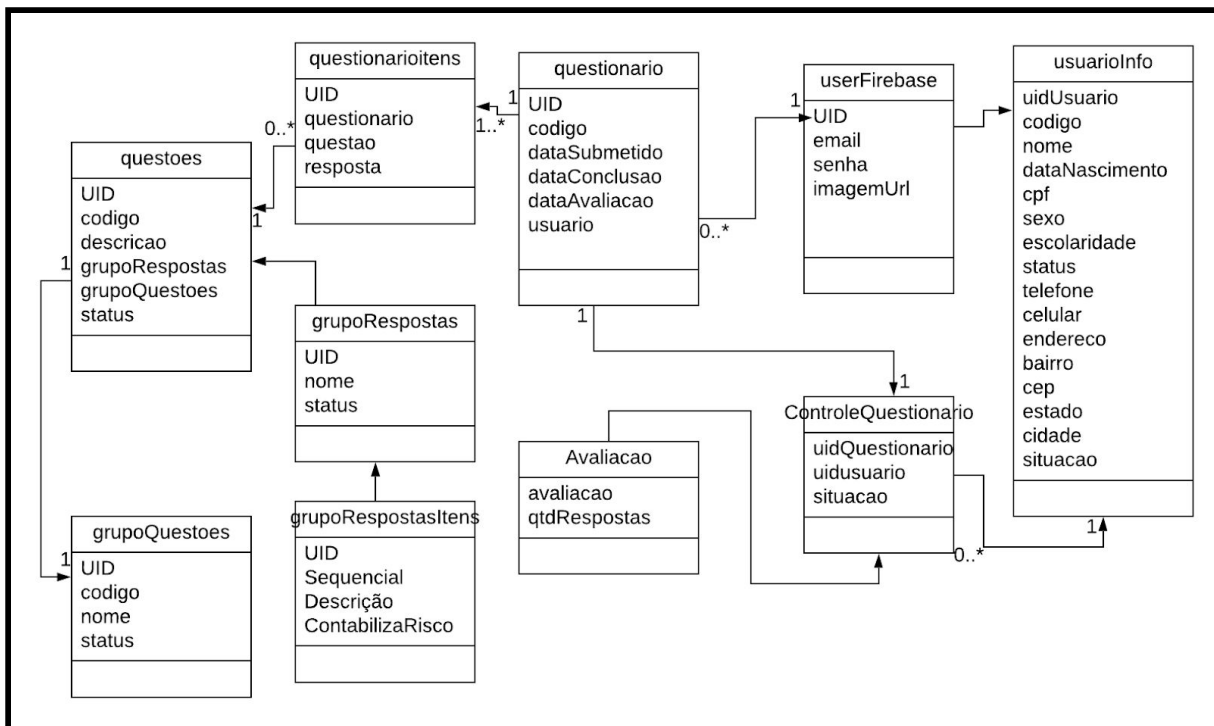 questionarioitens
UID
questionario
questao
resposta
questionario
UID
codigo
dataSubmetido
dataConclusao
dataAvaliacao
usuario
userFirebase
UID
email
senha
imagemUrl
usuarioInfo
uidUsuario
codigo
nome
dataNascimento
cpf
sexo
escolaridade
status
telefone
celular
endereco
bairro
cep
estado
cidade
situacao
1
1..*
1
0..*
0..*
1
questoes
UID
codigo
descricao
grupoRespostas
grupoQuestoes
status
1
1
grupoRespostas
UID
nome
status
1
1
ControleQuestionario
uidQuestionario
uidusuario
situacao
0..*
1
Avaliacao
avaliacao
qtdRespostas
grupoRespostasItens
UID
Sequencial
Descrição
ContabilizaRisco
grupoQuestoes
UID
codigo
nome
status